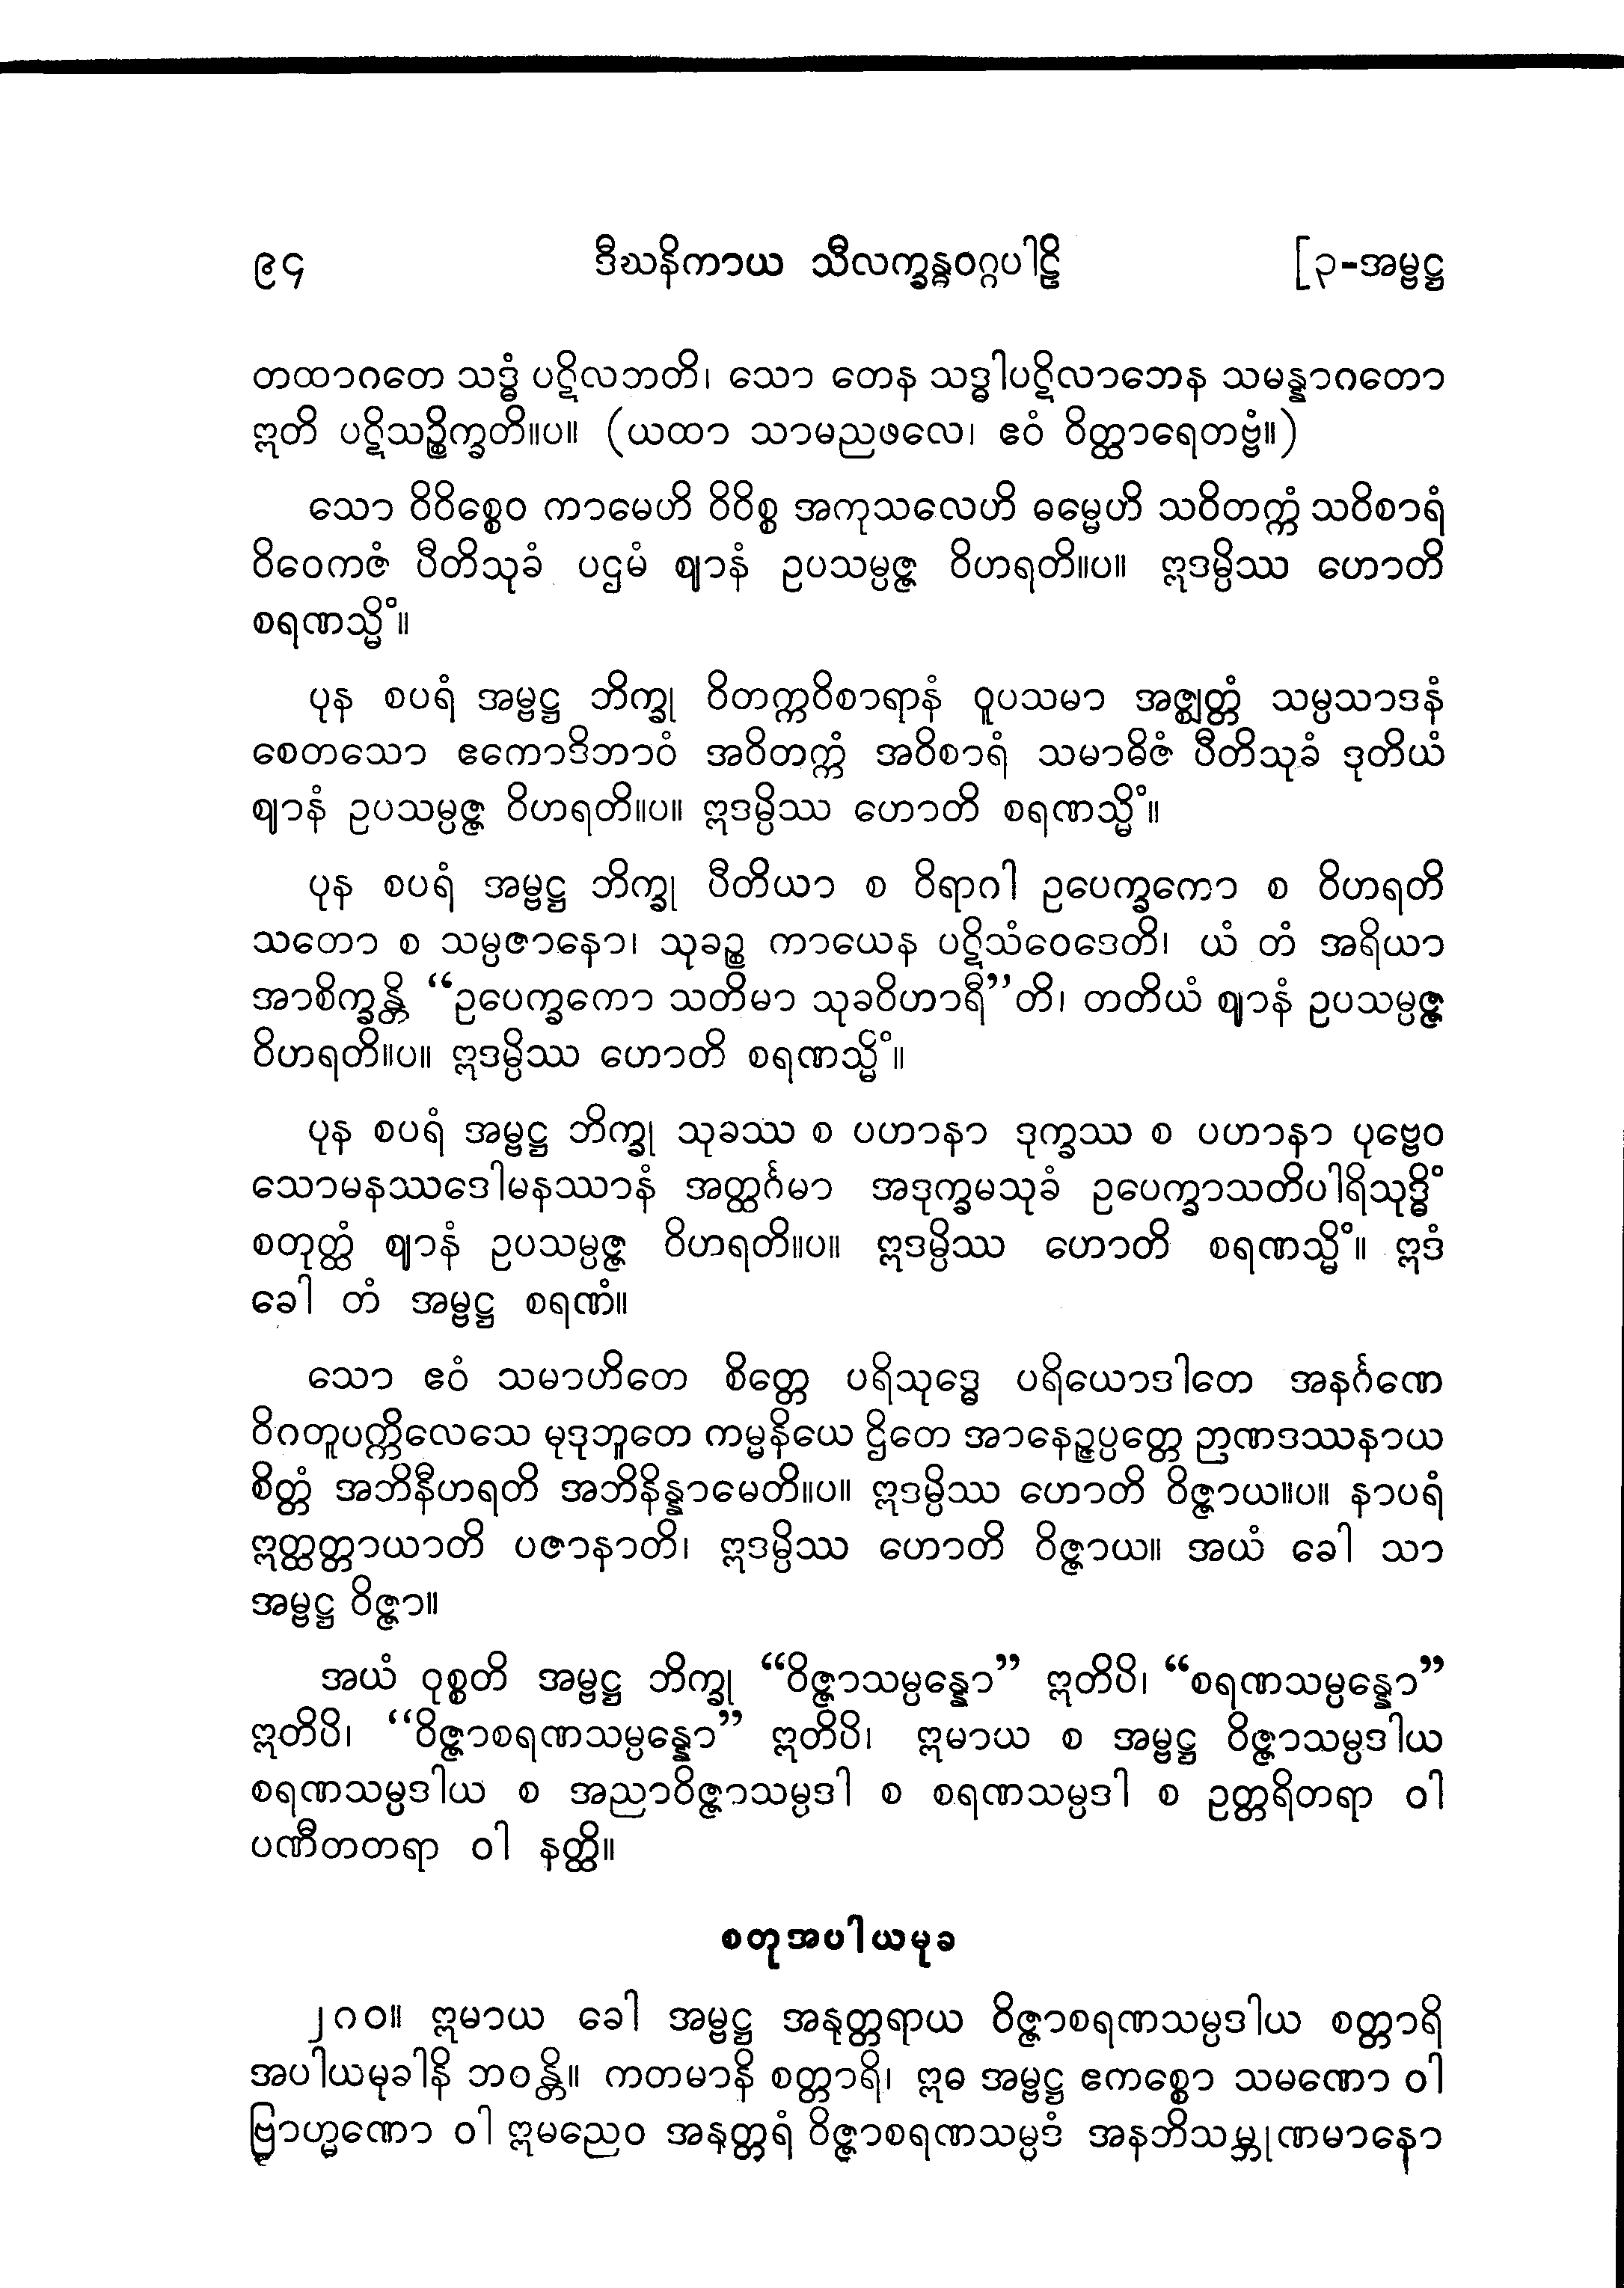 ၉၄ ဒီဃနိကာယ သီလက္ခန္ဓဝဂ္ဂပါဠိ [၃-အမ္ဗဋ္ဌ
တထာဂတေ သဒ္ဓံ ပဋိလဘတိ၊ သော တေန သဒ္ဓါပဋိလာဘေန သမန္နာဂတော
ဣတိ ပဋိသဉ္စိက္ခတိ။ပ။ (ယထာ သာမညဖလေ၊ ဧဝံ ဝိတ္ထာရေတဗ္ဗံ။)
သော ဝိဝိစ္စေဝ ကာမေဟိ ဝိဝိစ္စ အကုသလေဟိ ဓမ္မေဟိ သဝိတက္ကံ သဝိစာရံ
ဝိဝေကဇံ ပီတိသုခံ ပဌမံ ဈာနံ ဥပသမ္ပဇ္ဇ ဝိဟရတိ။ပ။ ဣဒမ္ပိဿ ဟောတိ
စရဏသ္မိံ။
ပုန စပရံ အမ္ဗဋ္ဌ ဘိက္ခု ဝိတက္ကဝိစာရာနံ ဝူပသမာ အဇ္ဈတ္တံ သမ္ပသာဒနံ
စေတသော ဧကောဒိဘာဝံ အဝိတက္ကံ အဝိစာရံ သမာဓိဇံ ပီတိသုခံ ဒုတိယံ
ဈာနံ ဥပသမ္ပဇ္ဇ ဝိဟရတိ။ပ။ ဣဒမ္ပိဿ ဟောတိ စရဏသ္မိံ။
ပုန စပရံ အမ္ဗဋ္ဌ ဘိက္ခု ပီတိယာ စ ဝိရာဂါ ဥပေက္ခကော စ ဝိဟရတိ
သတော စ သမ္ပဇာနော၊ သုခဉ္စ ကာယေန ပဋိသံဝေဒေတိ၊ ယံ တံ အရိယာ
အာစိက္ခန္တိ “ဥပေက္ခကော သတိမာ သုခဝိဟာရီ”တိ၊ တတိယံ ဈာနံ ဥပသမ္ပဇ္ဇ
ဝိဟရတိ။ပ။ ဣဒမ္ပိဿ ဟောတိ စရဏသ္မိံ။
ပုန စပရံ အမ္ဗဋ္ဌ ဘိက္ခု သုခဿ စ ပဟာနာ ဒုက္ခဿ စ ပဟာနာ ပုဗ္ဗေဝ
သောမနဿဒေါမနဿာနံ အတ္ထင်္ဂမာ အဒုက္ခမသုခံ ဥပေက္ခာသတိပါရိသုဒ္ဓိံ
စတုတ္ထံ ဈာနံ ဥပသမ္ပဇ္ဇ ဝိဟရတိ။ပ။ ဣဒမ္ပိဿ ဟောတိ စရဏသ္မိံ။ ဣဒံ
ခေါ တံ အမ္ဗဋ္ဌ စရဏံ။
သော ဧဝံ သမာဟိတေ စိတ္တေ ပရိသုဒ္ဓေ ပရိယောဒါတေ အနင်္ဂဏေ
ဝိဂတူပက္ကိလေသေ မုဒုဘူတေ ကမ္မနိယေ ဌိတေ အာနေဉ္ဇပ္ပတ္တေ ဉာဏဒဿနာယ
စိတ္တံ အဘိနီဟရတိ အဘိနိန္နာမေတိ။ပ။ ဣဒမ္ပိဿ ဟောတိ ဝိဇ္ဇာယ။ပ။ နာပရံ
ဣတ္ထတ္တာယာတိ ပဇာနာတိ၊ ဣဒမ္ပိဿ ဟောတိ ဝိဇ္ဇာယ။ အယံ ခေါ သာ
အမ္ဗဋ္ဌ ဝိဇ္ဇာ။
အယံ ဝုစ္စတိ အမ္ဗဋ္ဌ ဘိက္ခု “ဝိဇ္ဇာသမ္ပန္နော” ဣတိပိ၊ “စရဏသမ္ပန္နော”
ဣတိပိ၊ “ဝိဇ္ဇာစရဏသမ္ပန္နော” ဣတိပိ၊ ဣမာယ စ အမ္ဗဋ္ဌ ဝိဇ္ဇာသမ္ပဒါယ
စရဏသမ္ပဒါယ စ အညာဝိဇ္ဇာသမ္ပဒါ စ စရဏသမ္ပဒါ စ ဥတ္တရိတရာ ဝါ
ပဏီတတရာ ဝါ နတ္ထိ။
စတုအပါယမုခ
၂၈၀။ ဣမာယ ခေါ အမ္ဗဋ္ဌ အနုတ္တရာယ ဝိဇ္ဇာစရဏသမ္ပဒါယ စတ္တာရိ
အပါယမုခါနိ ဘဝန္တိ။ ကတမာနိ စတ္တာရိ၊ ဣဓ အမ္ဗဋ္ဌ ဧကစ္စော သမဏော ဝါ
ဗြာဟ္မဏော ဝါ ဣမညေဝ အနုတ္တရံ ဝိဇ္ဇာစရဏသမ္ပဒံ အနဘိသမ္ဘုဏမာနော